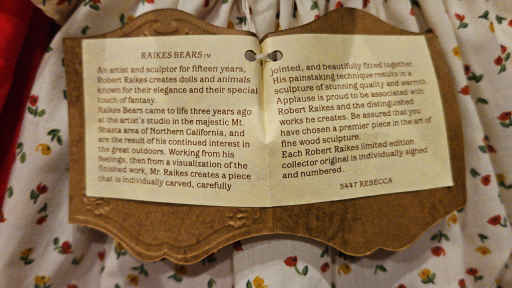 RAIKES BEARS™
An artist and sculptor for fifteen years,
Robert Raikes creates dolls and animals
known for their elegance and their special
touch of fantasy.
Raikes Bears came to life three years ago
at the artist's studio in the majestic Mt.
Shasta area of Northern California, and
are the result of his continued interest in
the great outdoors. Working from his
feelings, then from a visualization of the
finished work, Mr. Raikes creates a piece
that is individually carved, carefully
jointed, and beautifully fitted together.
His painstaking technique results in a
sculpture of stunning quality and warmth.
Applause is proud to be associated with
Robert Raikes and the distinguished
works he creates. Be assured that you
have chosen a premier piece in the art of
fine wood sculpture.
Each Robert Raikes limited edition
collector original is individually signed
and numbered.
5447 REBECCA